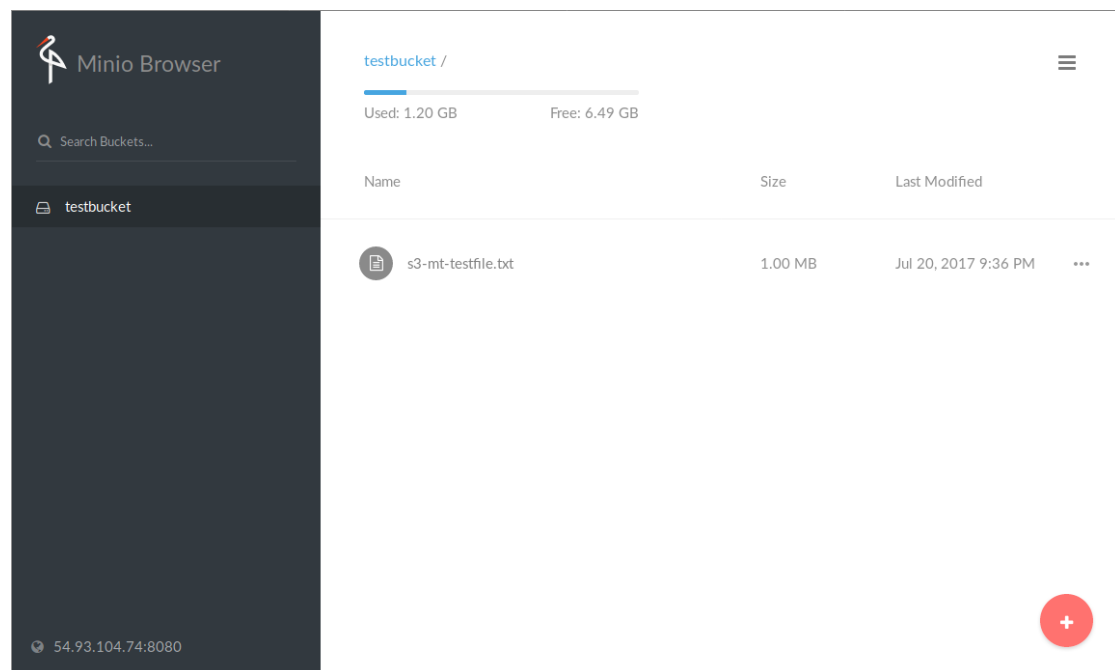 Minio Browser
Search Buckets...
testbucket
54.93.104.74:8080
testbucket /
Used: 1.20 GB Free: 6.49 GB
Name Size Last Modified
s3-mt-testfile.txt 1.00 MB Jul 20, 2017 9:36 PM